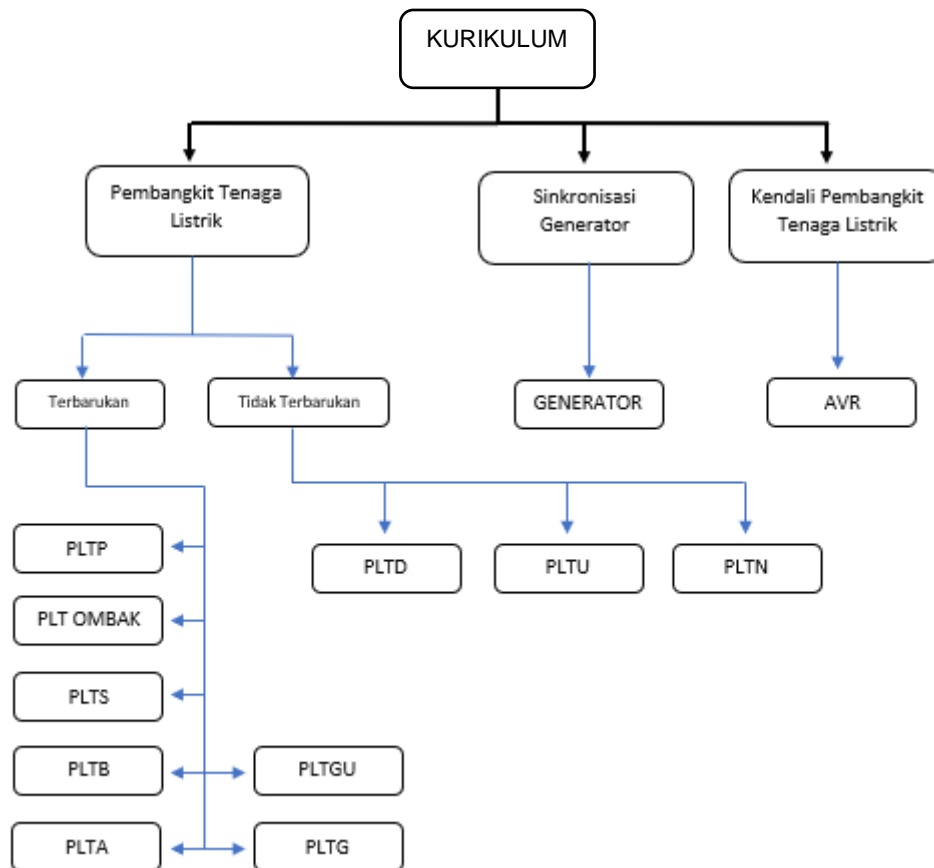 KURIKULUM
Pembangkit Tenaga
Listrik
Sinkronisasi
Generator
Kendali Pembangkit
Tenaga Listrik
Terbarukan
Tidak Terbarukan
GENERATOR
AVR
PLTP
PLTD
PLTU
PLTN
PLT OMBAK
PLTS
PLTB
PLTGU
PLTA
PLTG